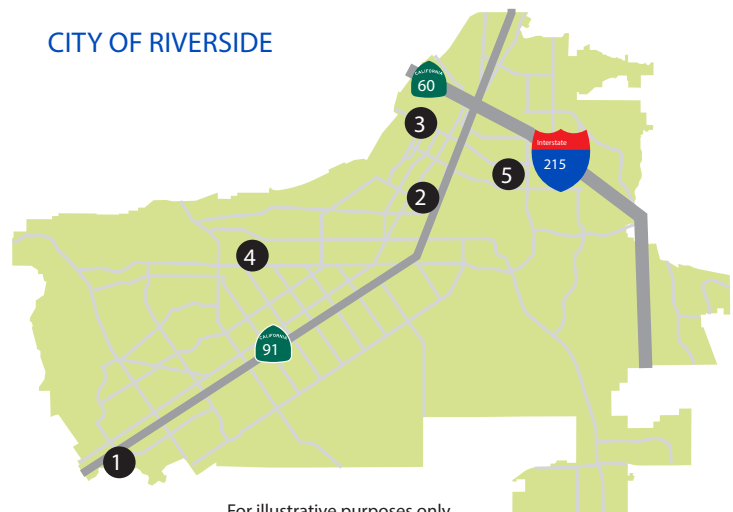 CITY OF RIVERSIDE
CALIFORNIA
60
3
Interstate
215
5
2
4
CALIFORNIA
91
1
For illustrative purposes only